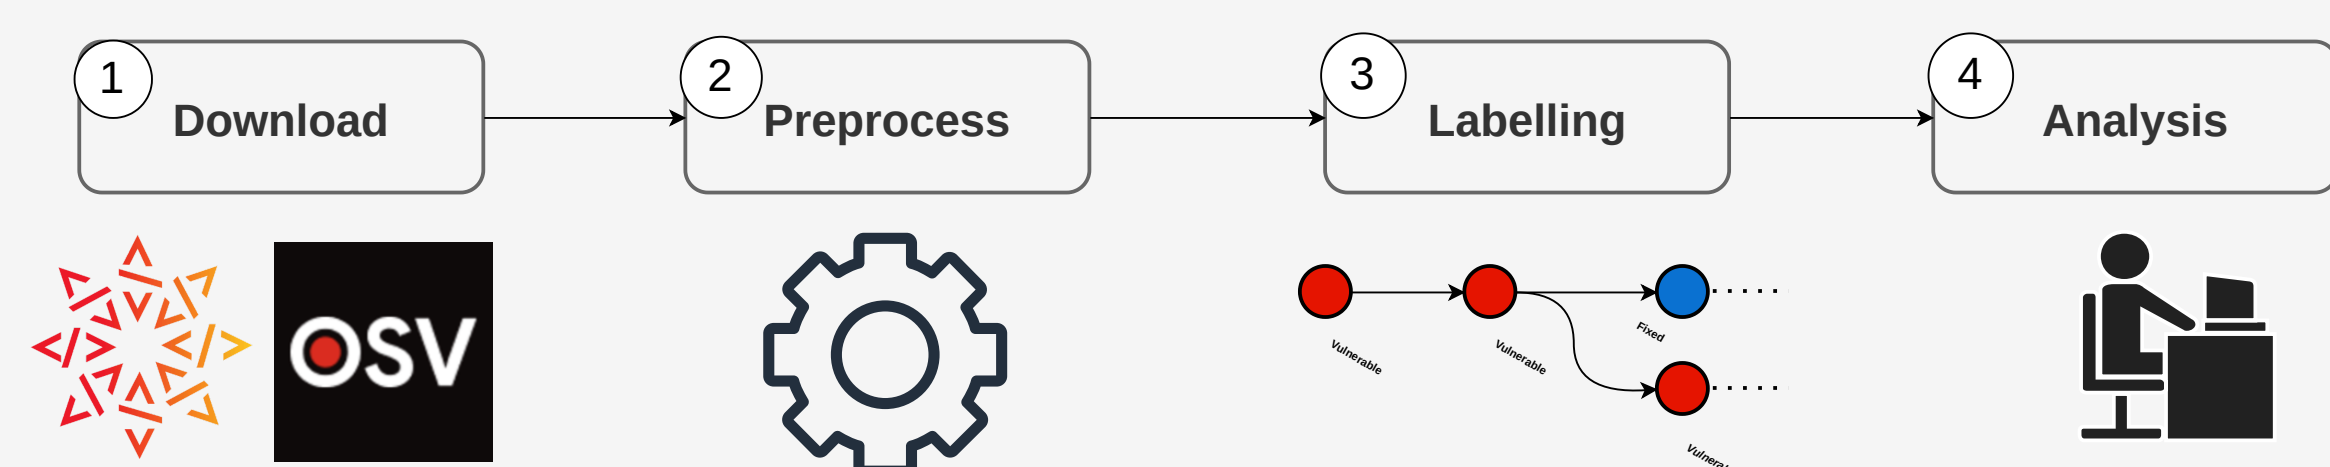 1
Download
2
Preprocess
3
Labelling
4
Analysis
OSV
Vulnerable
Vulnerable
Fixed